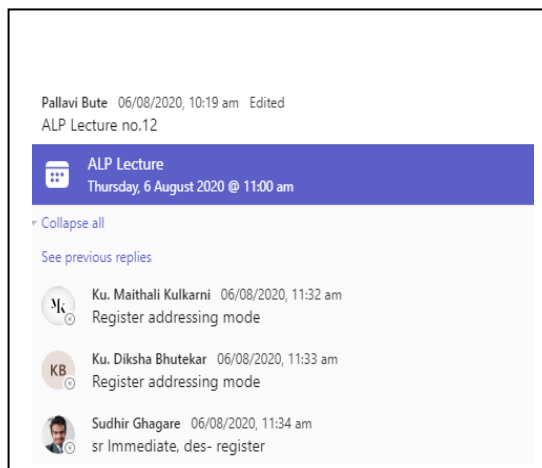 Pallavi Bute 06/08/2020, 10:19 am Edited
ALP Lecture no.12
ALP Lecture
Thursday, 6 August 2020 @ 11:00 am
Collapse all
See previous replies
Ku. Maithali Kulkarni 06/08/2020, 11:32 am
Register addressing mode
KB
Ku. Diksha Bhutekar 06/08/2020, 11:33 am
Register addressing mode
Sudhir Ghagare 06/08/2020, 11:34 am
sr Immediate, des- register